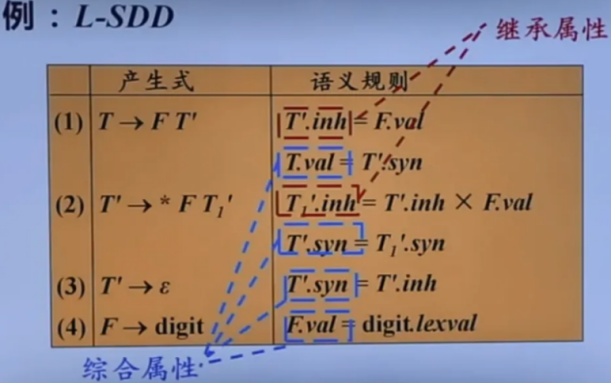 例：L-SDD
继承属性
产生式 语义规则
(1) T → F T' T'.inh = F.val
T.val = T'.syn
(2) T' → * F T₁' T₁'.inh = T'.inh × F.val
T'.syn = T₁'.syn
(3) T' → ε T'.syn = T'.inh
(4) F → digit F.val = digit.lexval
综合属性